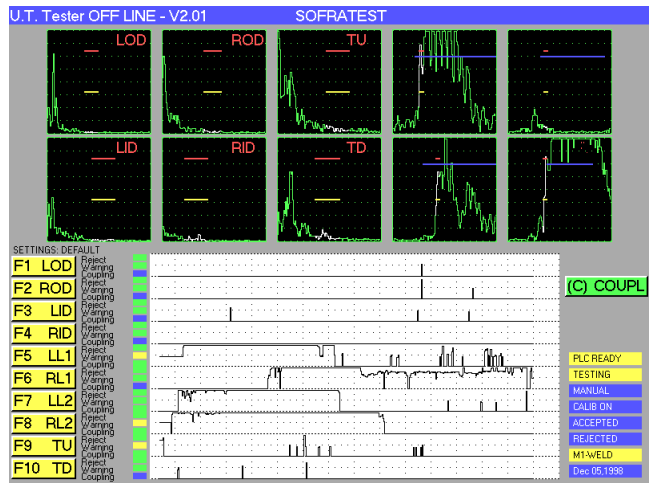 U.T. Tester OFF LINE - V2.01 SOFRATEST
LOD ROD TU
LID RID TD
SETTINGS: DEFAULT
F1 LOD Reject
Warning
Coupling
F2 ROD Reject
Warning
Coupling
(C) COUPL
F3 LID Reject
Warning
Coupling
F4 RID Reject
Warning
Coupling
F5 LL1 Reject
Warning
Coupling
PLC READY
F6 RL1 Reject
Warning
Coupling
TESTING
MANUAL
F7 LL2 Reject
Warning
Coupling
CALIB ON
F8 RL2 Reject
Warning
Coupling
ACCEPTED
REJECTED
F9 TU Reject
Warning
Coupling
M1-WELD
F10 TD Reject
Warning
Coupling
Dec 05,1998